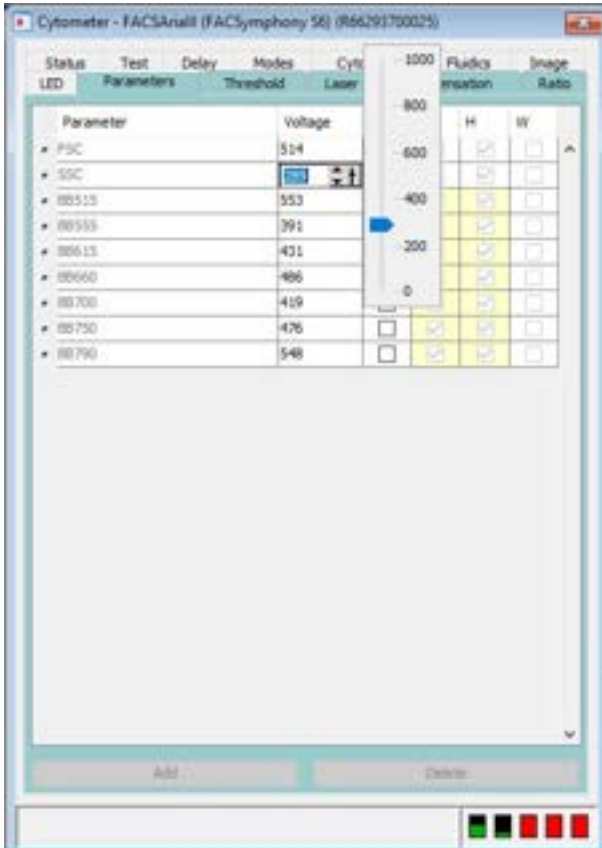 Cytometer - FACSAriaIII (FACSymphony S6) (R66293700025)
Status Test Delay Modes Fluidics Image
LED Parameters Threshold Laser Ratio
Parameter Voltage H W
FSC 514
SSC
BB515 553
BB555 391
BB615 431
BB660 486
BB700 419
BB750 476
BB790 548
1000
800
600
400
200
0
Add Delete